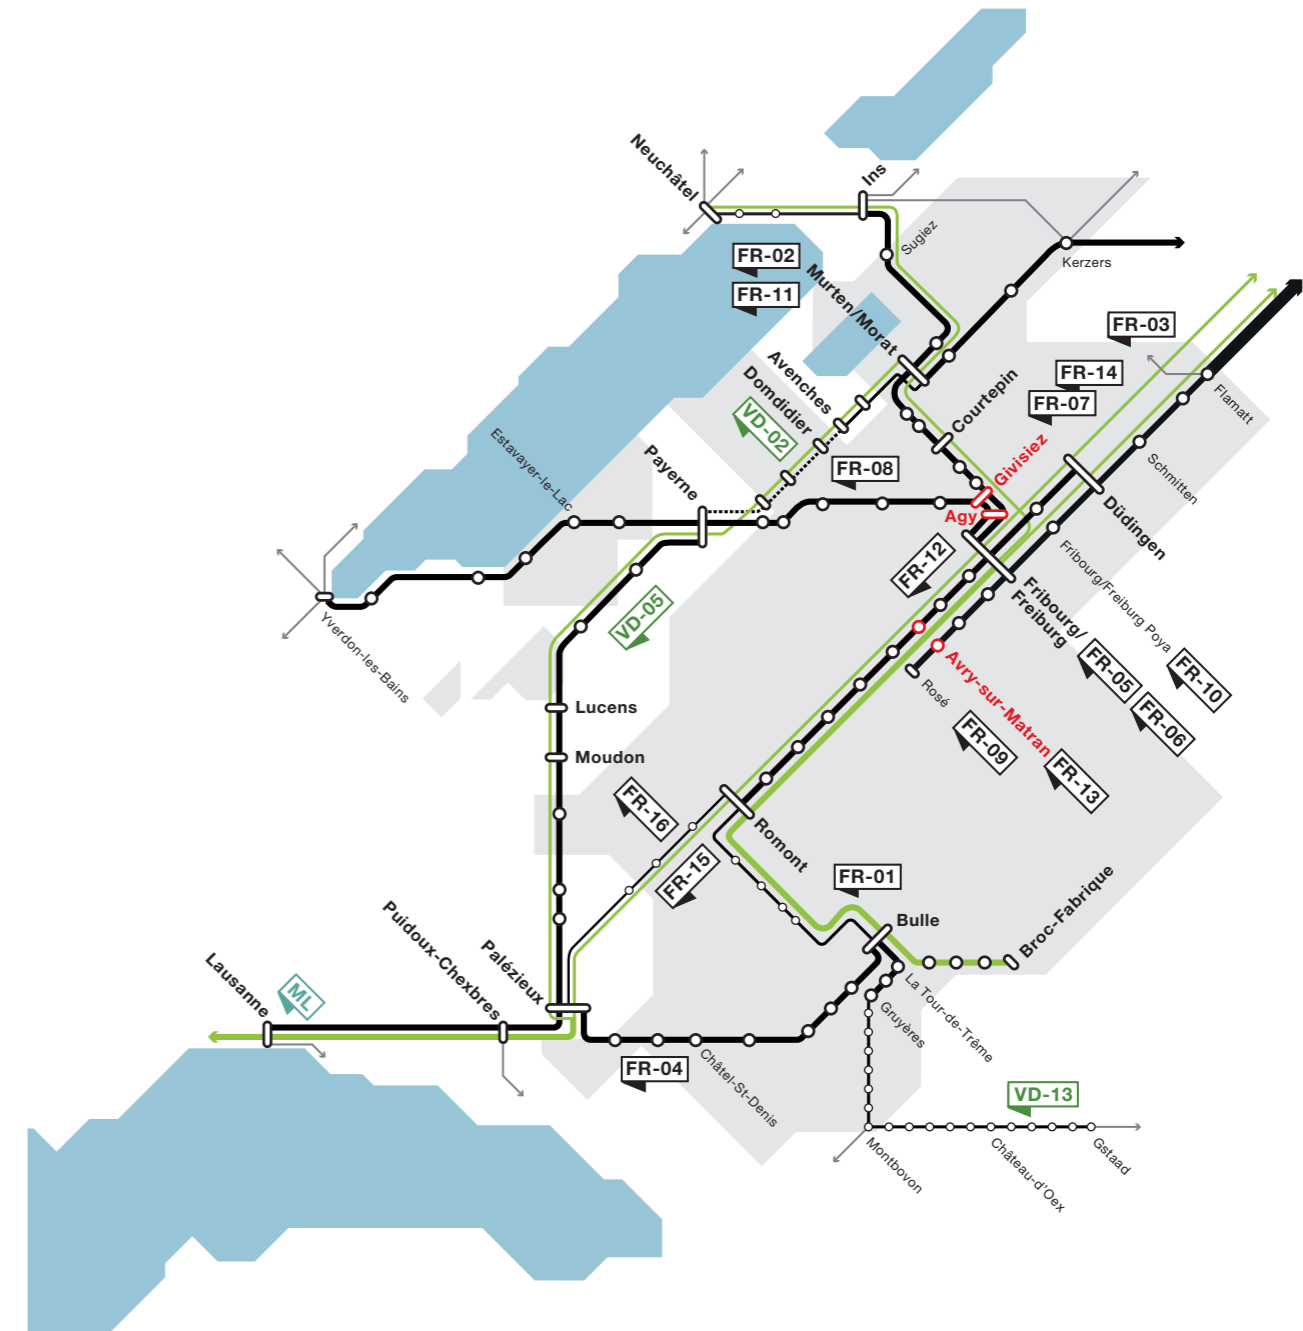 Neuchâtel
Ins
Sugiez
Kerzers
FR-02
FR-11
Murten/Morat
FR-03
Avenches
Domdidier
VD-02
Courtepin
FR-14
FR-07
Flamatt
Estavayer-le-Lac
Payerne
FR-08
Givisiez
Agy
Schmitten
Düdingen
FR-12
Fribourg/
Freiburg
Fribourg/Freiburg Poya
Yverdon-les-Bains
VD-05
FR-05
FR-10
FR-06
Avry-sur-Matran
Rosé
FR-09
FR-13
Lucens
Moudon
FR-16
Romont
FR-15
FR-01
Bulle
Broc-Fabrique
Lausanne
ML
Puidoux-Chexbres
Palézieux
La Tour-de-Trême
Gruyères
FR-04
Châtel-St-Denis
VD-13
Montbovon
Château-d'Oex
Gstaad